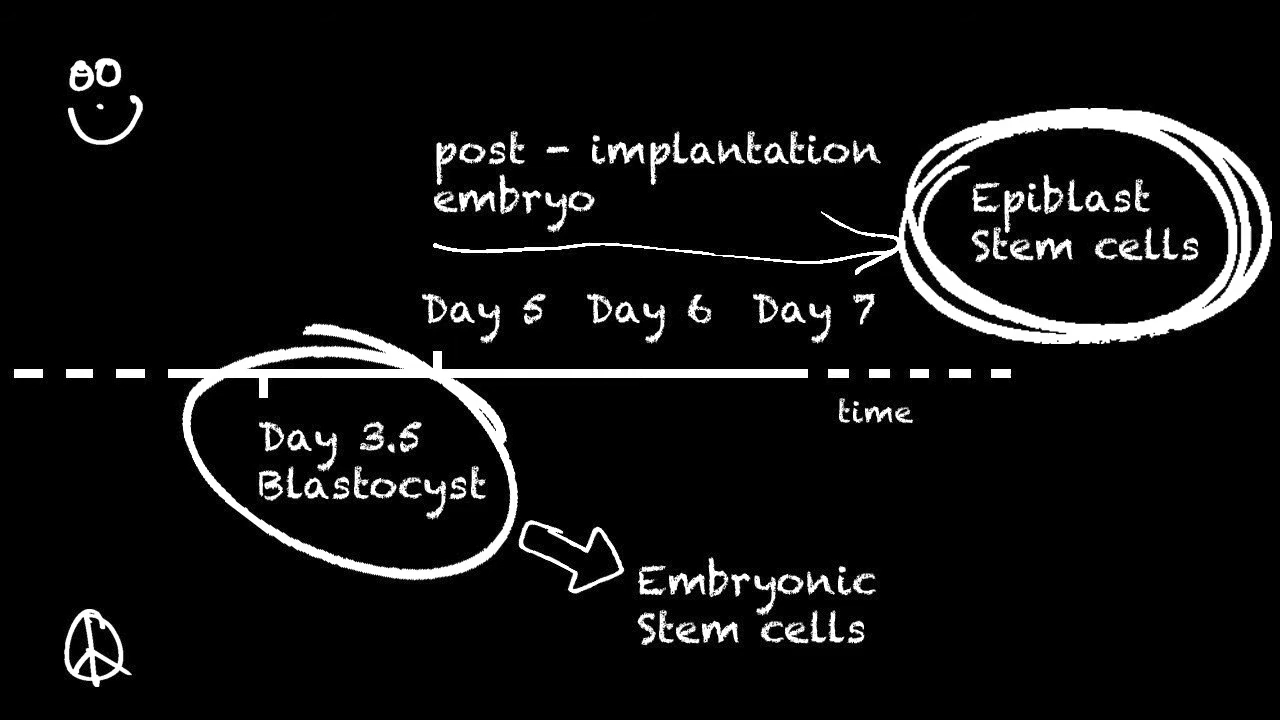 post - implantation
embryo
Epiblast
Stem cells
Day 5 Day 6 Day 7
time
Day 3.5
Blastocyst
Embryonic
Stem cells